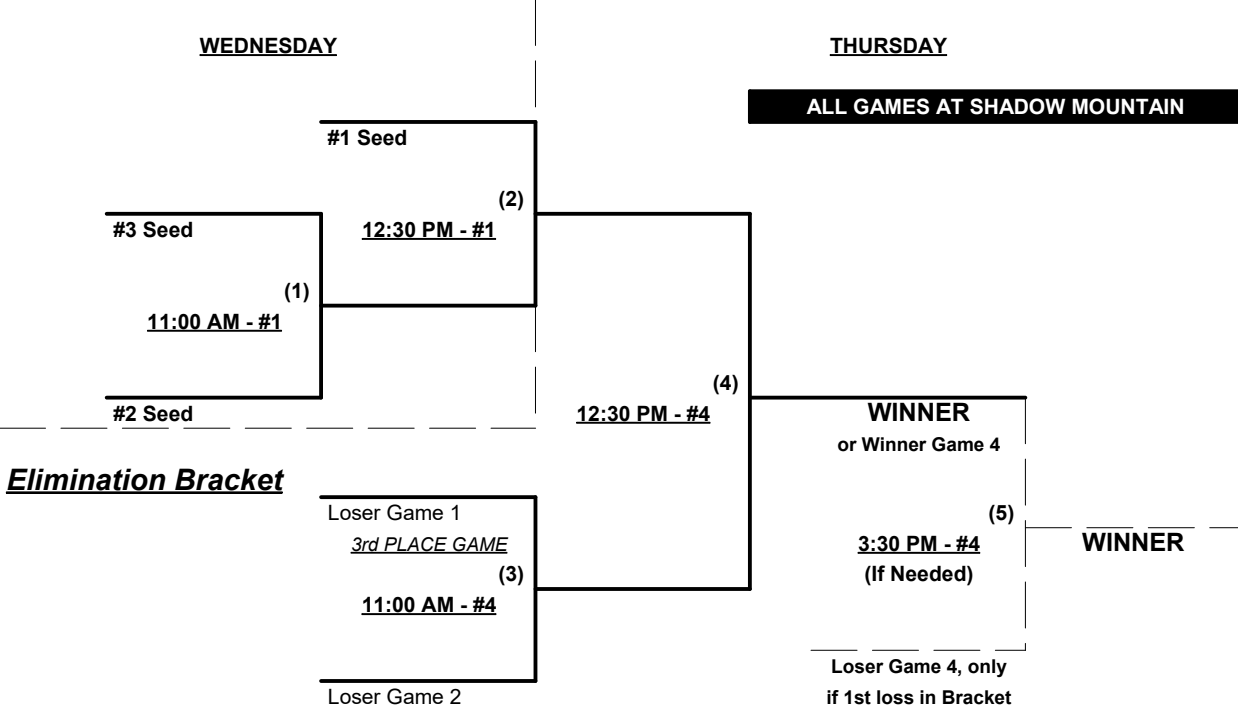 WEDNESDAY
THURSDAY
ALL GAMES AT SHADOW MOUNTAIN
#1 Seed
(2)
#3 Seed
12:30 PM - #1
(1)
11:00 AM - #1
(4)
#2 Seed
12:30 PM - #4
WINNER
or Winner Game 4
Elimination Bracket
Loser Game 1
(5)
3rd PLACE GAME
3:30 PM - #4
WINNER
(3)
(If Needed)
11:00 AM - #4
Loser Game 4, only
Loser Game 2
if 1st loss in Bracket